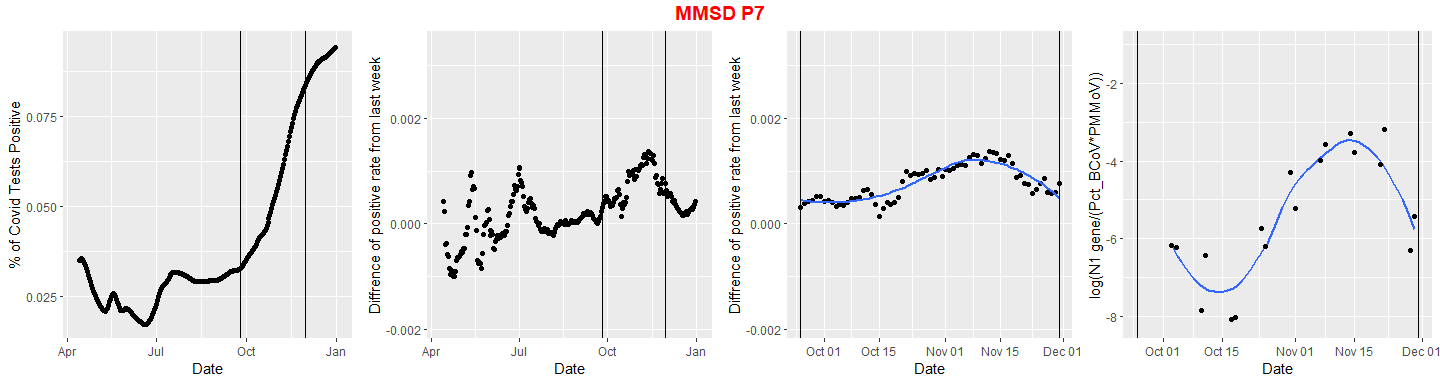 MMSD P7
% of Covid Tests Positive
0.075
0.050
0.025
Apr
Jul
Oct
Jan
Date
Diffrence of positive rate from last week
0.002
0.000
-0.002
Apr
Jul
Oct
Jan
Date
Diffrence of positive rate from last week
0.002
0.000
-0.002
Oct 01
Oct 15
Nov 01
Nov 15
Dec 01
Date
log(N1 gene/(Pct_BCoV*PMMoV))
-2
-4
-6
-8
Oct 01
Oct 15
Nov 01
Nov 15
Dec 01
Date